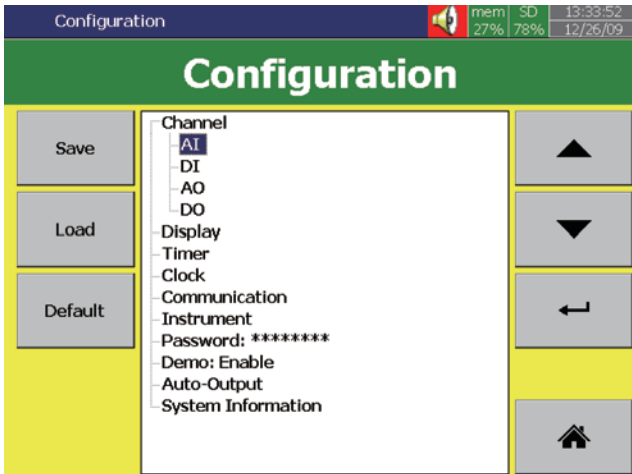 Configuration
mem 27%
SD 78%
13:33:52
12/26/09
Configuration
Save
Load
Default
Channel
AI
DI
AO
DO
Display
Timer
Clock
Communication
Instrument
Password: ********
Demo: Enable
Auto-Output
System Information